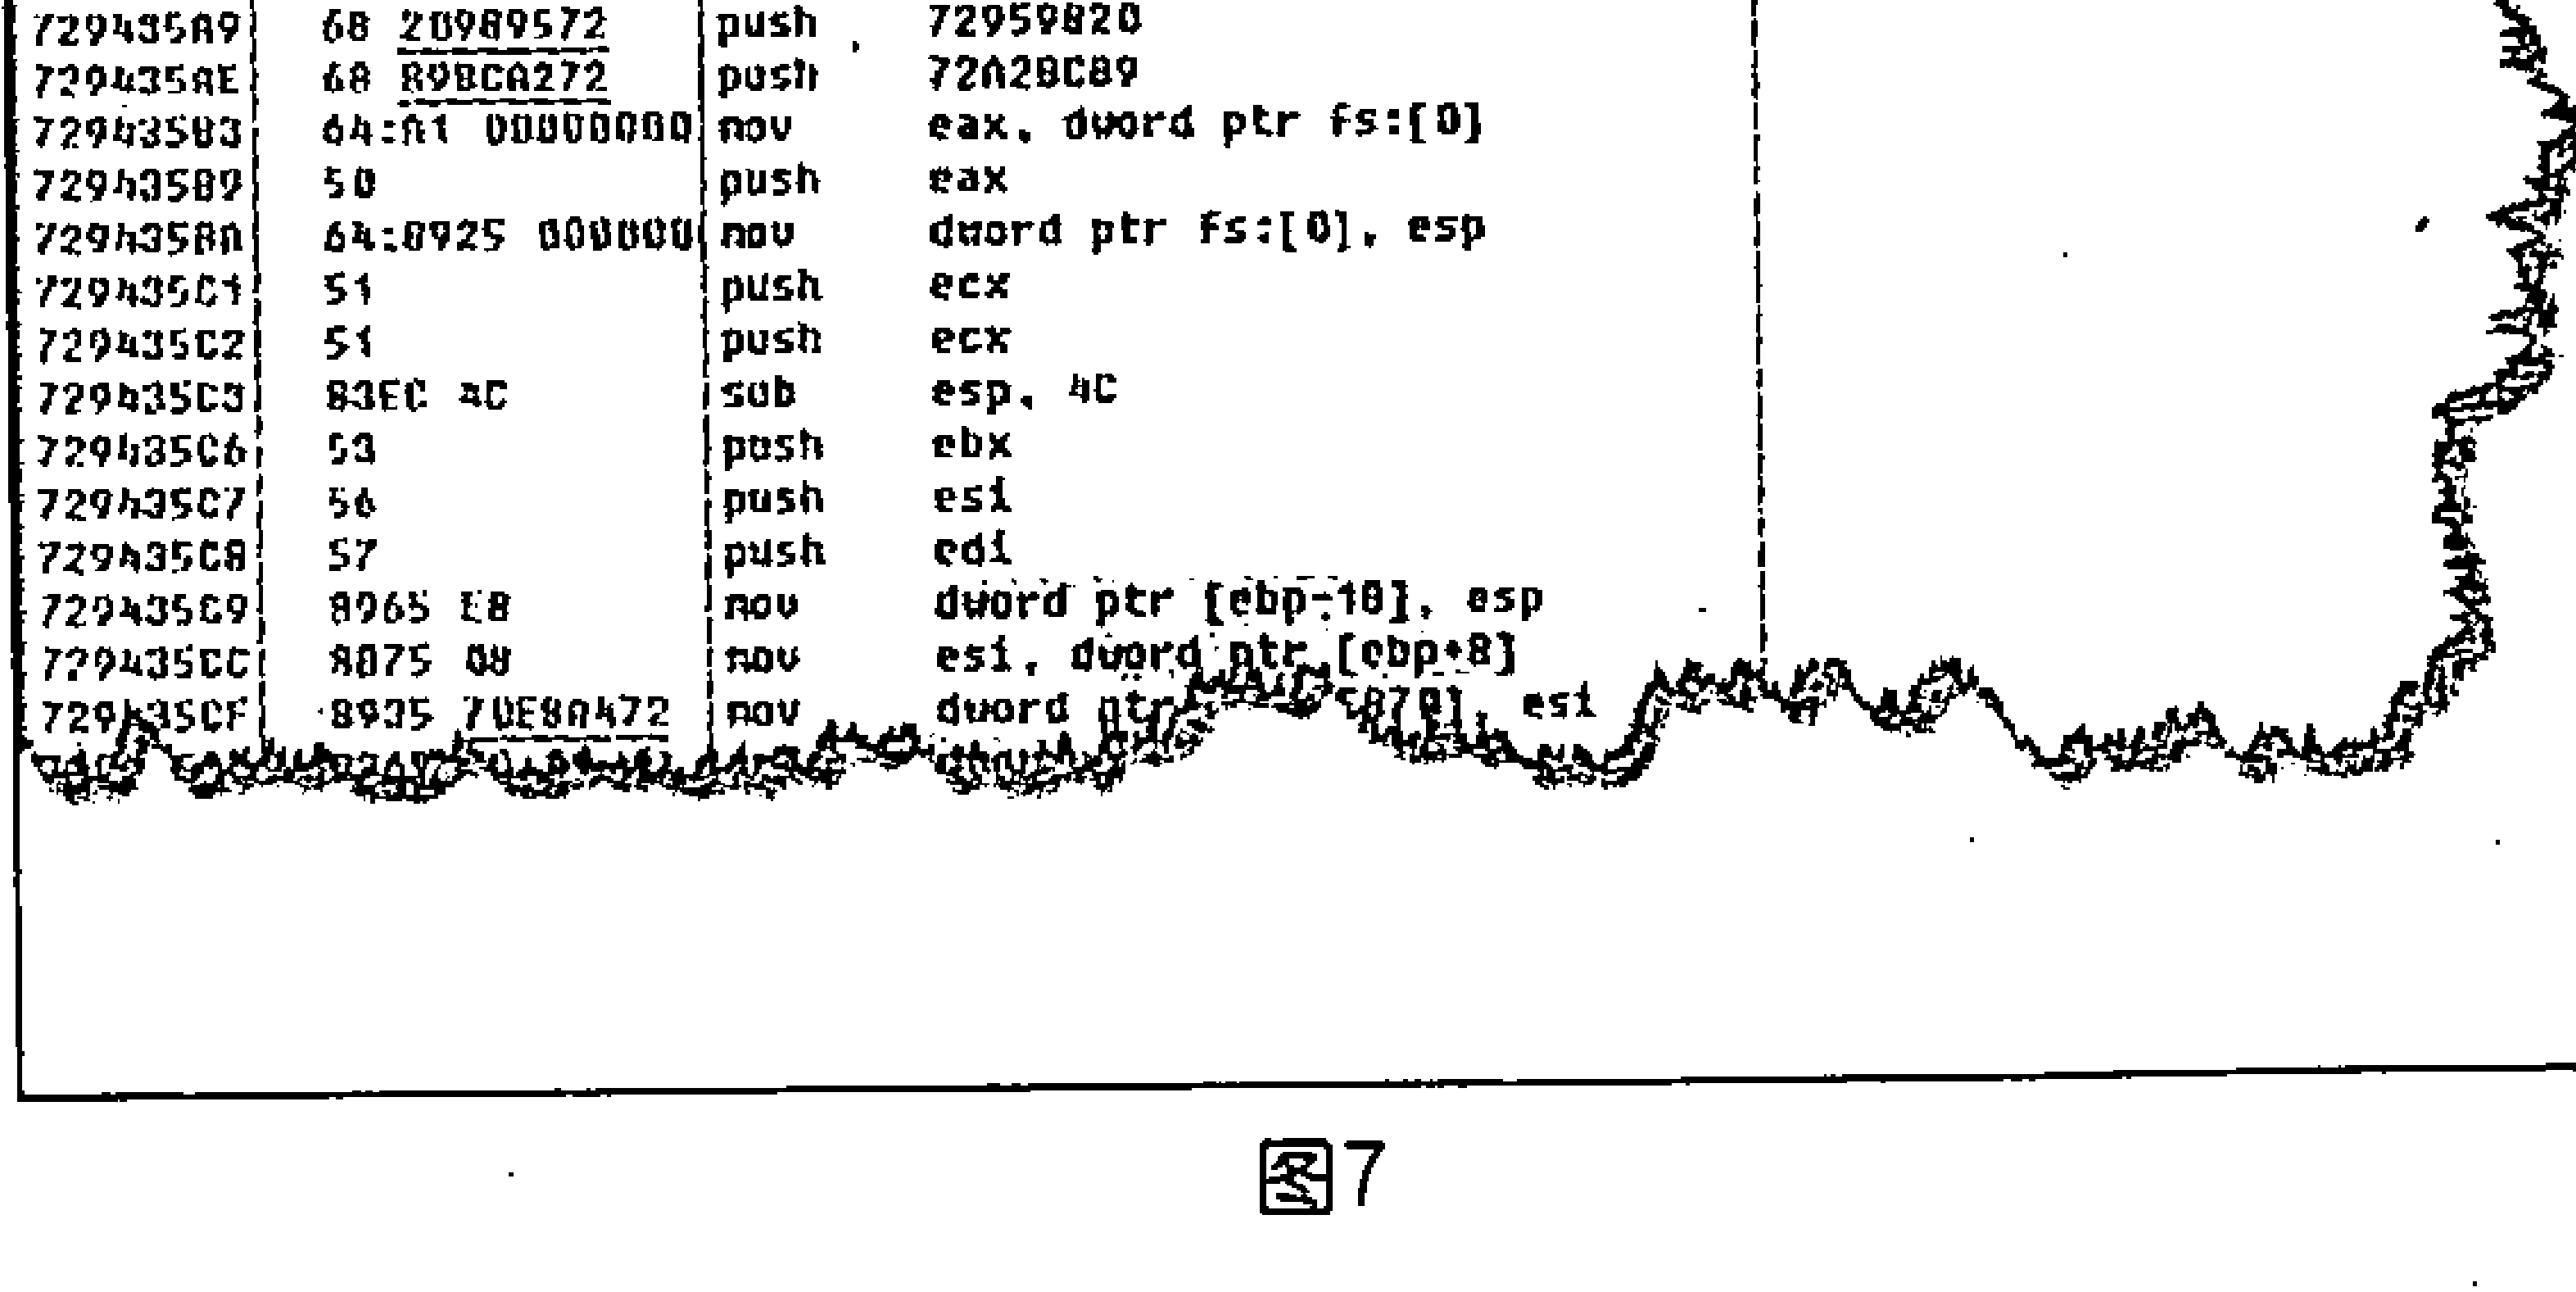 729435A9 68 20989572 push 72959820
729435AE 68 898CA272 push 72A28C89
729435B3 64:A1 00000000 mov eax, dword ptr fs:[0]
729435B9 50 push eax
729435BA 64:8925 000000 mov dword ptr fs:[0], esp
729435C1 51 push ecx
729435C2 51 push ecx
729435C3 83EC 4C sub esp, 4C
729435C6 53 push ebx
729435C7 56 push esi
729435C8 57 push edi
729435C9 8965 E8 mov dword ptr [ebp-18], esp
729435CC 8B75 08 mov esi, dword ptr [ebp+8]
729435CF 8935 70E8A472 mov dword ptr esi
图7